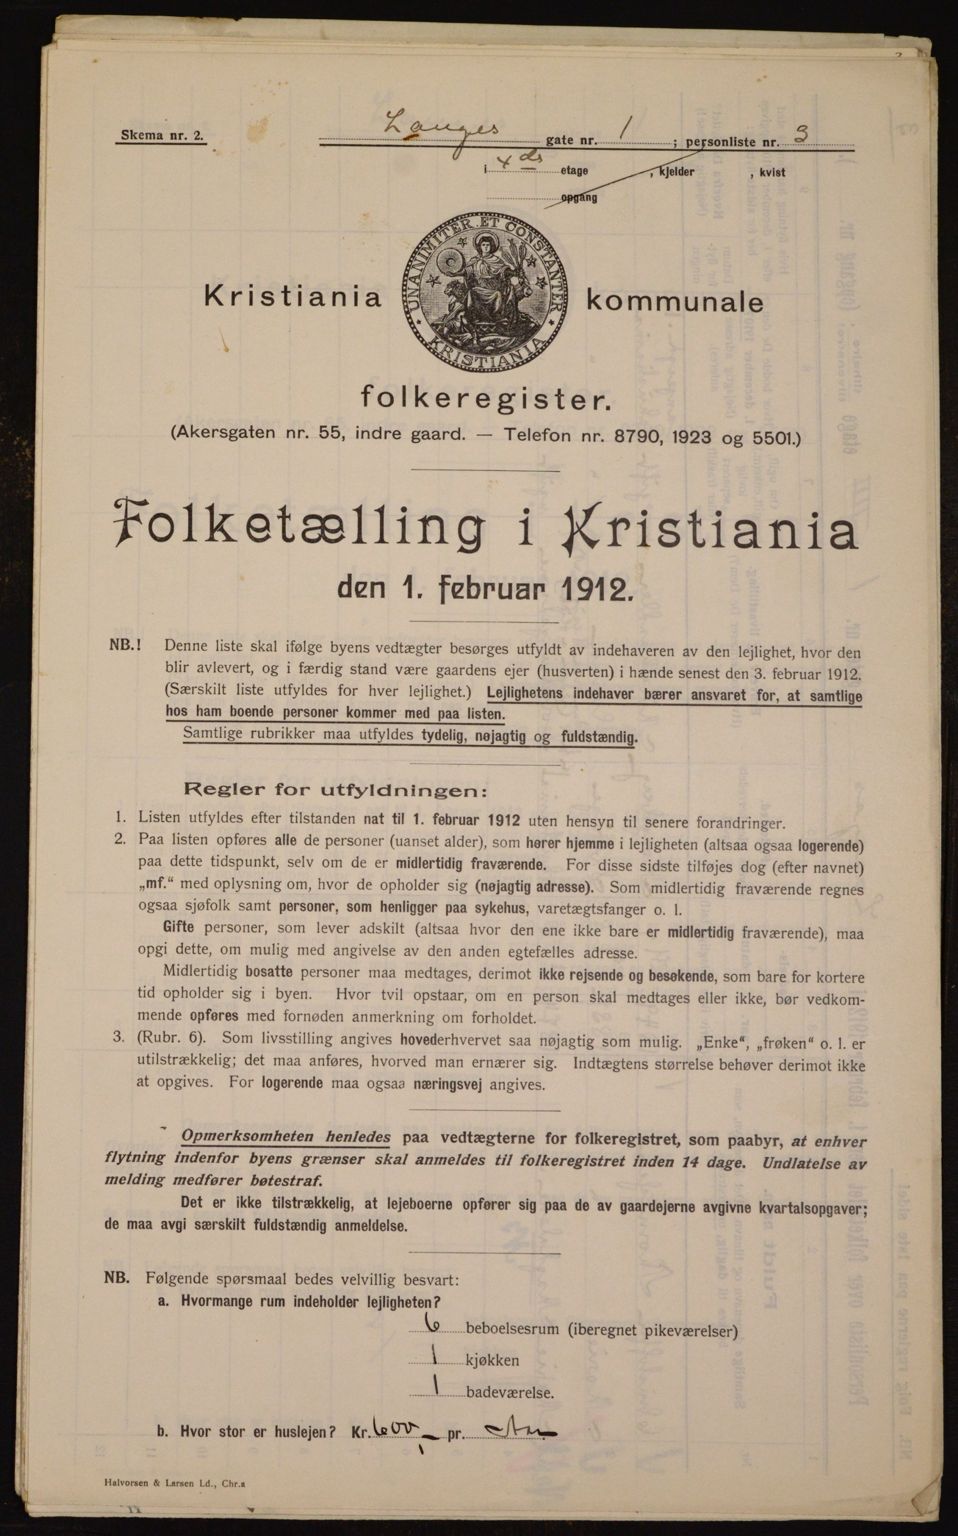 Skema nr. 2.
Langes gate nr. 1 ; personliste nr. 3
i 4de etage , kjelder , kvist
opgang
UNANIMITER ET CONSTANTER
KRISTIANIA
Kristiania kommunale
folkeregister.
(Akersgaten nr. 55, indre gaard. — Telefon nr. 8790, 1923 og 5501.)
Folketælling i Kristiania
den 1. februar 1912.
NB.! Denne liste skal ifølge byens vedtægter besørges utfyldt av indehaveren av den lejlighet, hvor den
blir avlevert, og i færdig stand være gaardens ejer (husverten) i hænde senest den 3. februar 1912.
(Særskilt liste utfyldes for hver lejlighet.) Lejlighetens indehaver bærer ansvaret for, at samtlige
hos ham boende personer kommer med paa listen.
Samtlige rubrikker maa utfyldes tydelig, nøjagtig og fuldstændig.
Regler for utfyldningen:
1. Listen utfyldes efter tilstanden nat til 1. februar 1912 uten hensyn til senere forandringer.
2. Paa listen opføres alle de personer (uanset alder), som hører hjemme i lejligheten (altsaa ogsaa logerende)
paa dette tidspunkt, selv om de er midlertidig fraværende. For disse sidste tilføjes dog (efter navnet)
„mf.“ med oplysning om, hvor de opholder sig (nøjagtig adresse). Som midlertidig fraværende regnes
ogsaa sjøfolk samt personer, som henligger paa sykehus, varetægtsfanger o. l.
Gifte personer, som lever adskilt (altsaa hvor den ene ikke bare er midlertidig fraværende), maa
opgi dette, om mulig med angivelse av den anden egtefælles adresse.
Midlertidig bosatte personer maa medtages, derimot ikke rejsende og besøkende, som bare for kortere
tid opholder sig i byen. Hvor tvil opstaar, om en person skal medtages eller ikke, bør vedkom-
mende opføres med fornøden anmerkning om forholdet.
3. (Rubr. 6). Som livsstilling angives hovederhvervet saa nøjagtig som mulig. „Enke“, „frøken“ o. l. er
utilstrækkelig; det maa anføres, hvorved man ernærer sig. Indtægtens størrelse behøver derimot ikke
at opgives. For logerende maa ogsaa næringsvej angives.
Opmerksomheten henledes paa vedtægterne for folkeregistret, som paabyr, at enhver
flytning indenfor byens grænser skal anmeldes til folkeregistret inden 14 dage. Undlatelse av
melding medfører bøtestraf.
Det er ikke tilstrækkelig, at lejeboerne opfører sig paa de av gaardejerne avgivne kvartalsopgaver;
de maa avgi særskilt fuldstændig anmeldelse.
NB. Følgende spørsmaal bedes velvillig besvart:
a. Hvormange rum indeholder lejligheten?
6 beboelsesrum (iberegnet pikeværelser)
1 kjøkken
1 badeværelse.
b. Hvor stor er huslejen? Kr. 600,- pr. Aar
Halvorsen & Larsen Ld., Chr.a